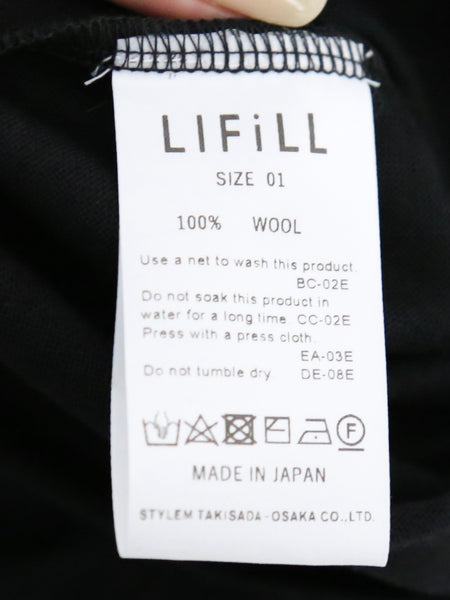 LIFiLL
SIZE 01
100% WOOL
Use a net to wash this product.
BC-02E
Do not soak this product in
water for a long time CC-02E
Press with a press cloth.
EA-03E
Do not tumble dry. DE-08E
F
MADE IN JAPAN
STYLEM TAKISADA-OSAKA CO.,LTD.